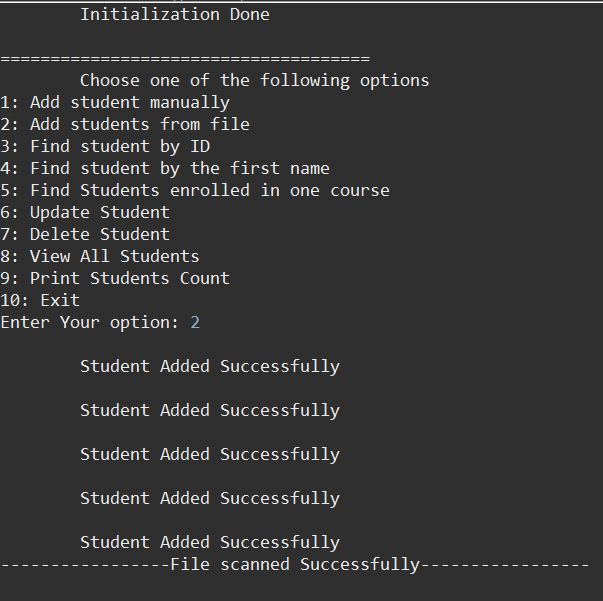 Initialization Done
=====================================
Choose one of the following options
1: Add student manually
2: Add students from file
3: Find student by ID
4: Find student by the first name
5: Find Students enrolled in one course
6: Update Student
7: Delete Student
8: View All Students
9: Print Students Count
10: Exit
Enter Your option: 2
Student Added Successfully
Student Added Successfully
Student Added Successfully
Student Added Successfully
Student Added Successfully
-----------------File scanned Successfully-----------------